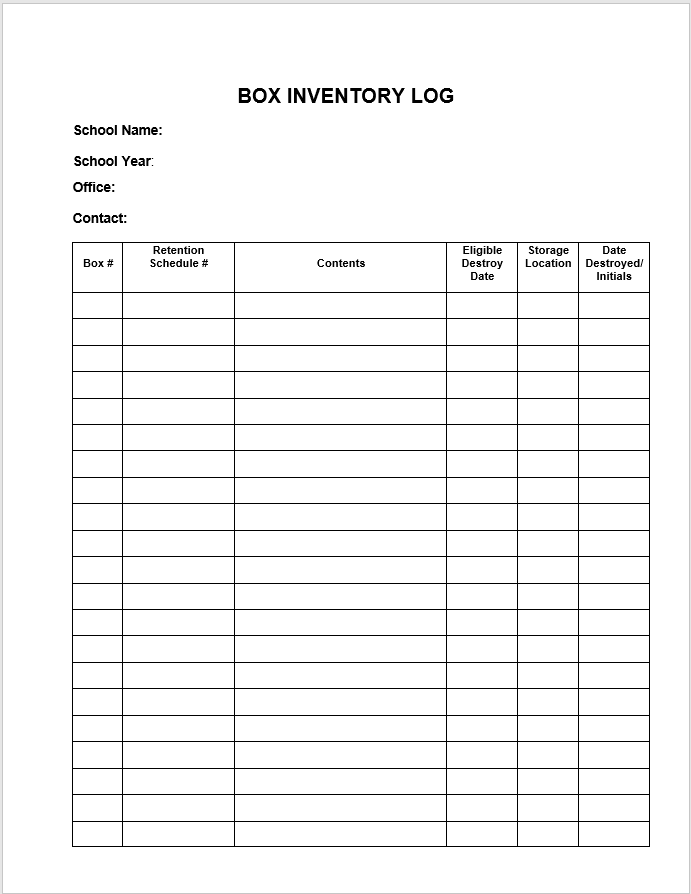 BOX INVENTORY LOG
School Name:
School Year:
Office:
Contact:
Box #
Retention
Schedule #
Contents
Eligible
Destroy
Date
Storage
Location
Date
Destroyed/
Initials